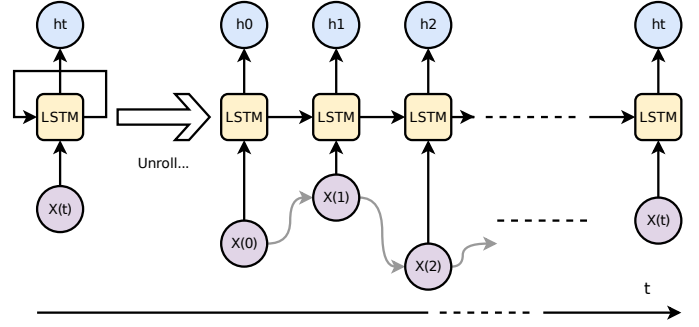 ht
h0
h1
h2
ht
LSTM
LSTM
LSTM
LSTM
LSTM
Unroll...
X(t)
X(0)
X(1)
X(2)
X(t)
t